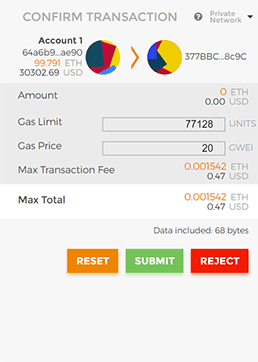 CONFIRM TRANSACTION ? Private Network
Account 1
64a6b9...ae90
99.791 ETH
30302.69 USD
377BBC...8c9C
Amount 0 ETH
0.00 USD
Gas Limit 77128 UNITS
Gas Price 20 GWEI
Max Transaction Fee 0.001542 ETH
0.47 USD
Max Total 0.001542 ETH
0.47 USD
Data included: 68 bytes
RESET SUBMIT REJECT